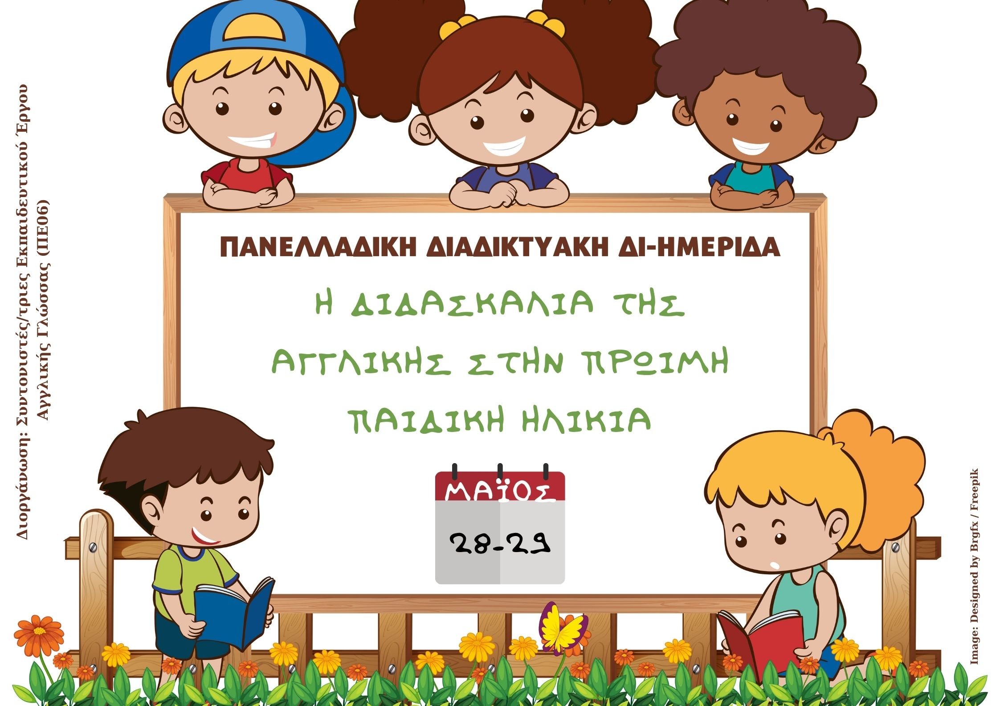 ΠΑΝΕΛΛΑΔΙΚΗ ΔΙΑΔΙΚΤΥΑΚΗ ΔΙ-ΗΜΕΡΙΔΑ
Η ΔΙΔΑΣΚΑΛΙΑ ΤΗΣ
ΑΓΓΛΙΚΗΣ ΣΤΗΝ ΠΡΩΙΜΗ
ΠΑΙΔΙΚΗ ΗΛΙΚΙΑ
ΜΑΪΟΣ
28-29
Διοργάνωση: Συντονιστές/τριες Εκπαιδευτικού Έργου
Αγγλικής Γλώσσας (ΠΕ06)
Image: Designed by Brgfx / Freepik